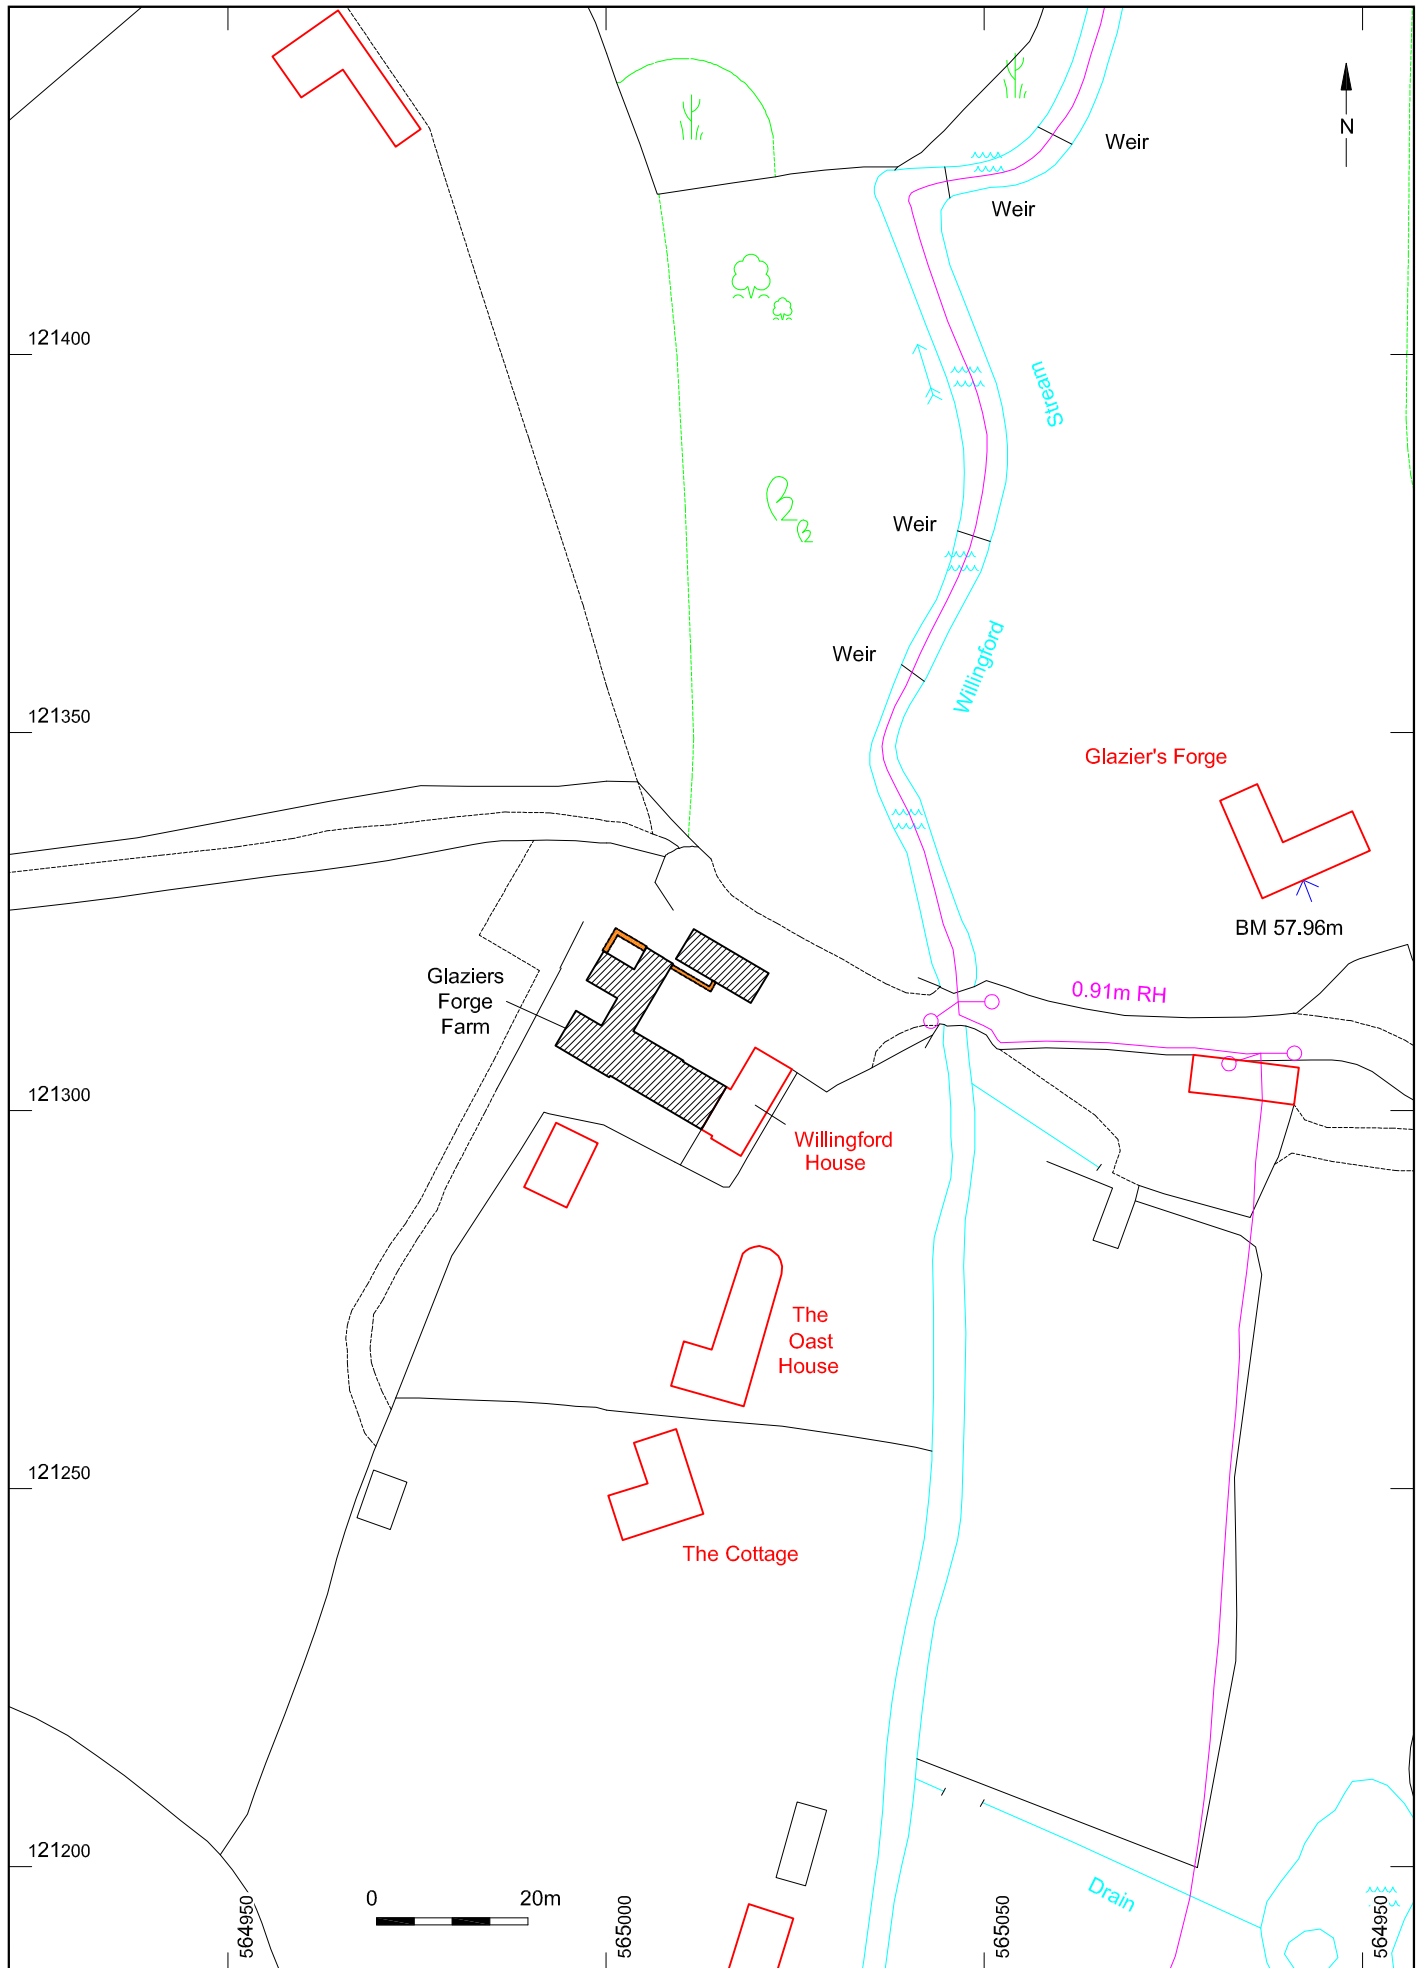 Weir
N
Weir
121400
Stream
Weir
Willingford
Weir
121350
Glazier's Forge
BM 57.96m
Glaziers
Forge
Farm
0.91m RH
121300
Willingford
House
The
Oast
House
121250
The Cottage
121200
Drain
0 20m
564950
565000
565050
564950